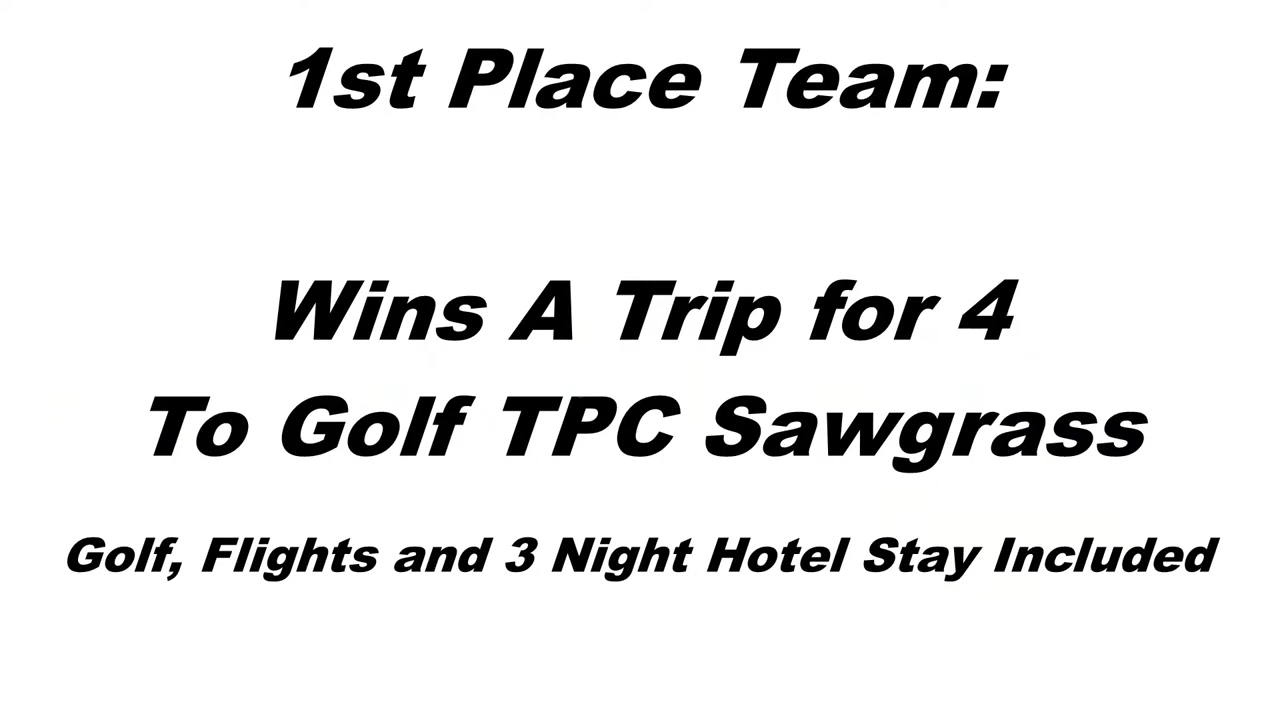 1st Place Team:
Wins A Trip for 4
To Golf TPC Sawgrass
Golf, Flights and 3 Night Hotel Stay Included